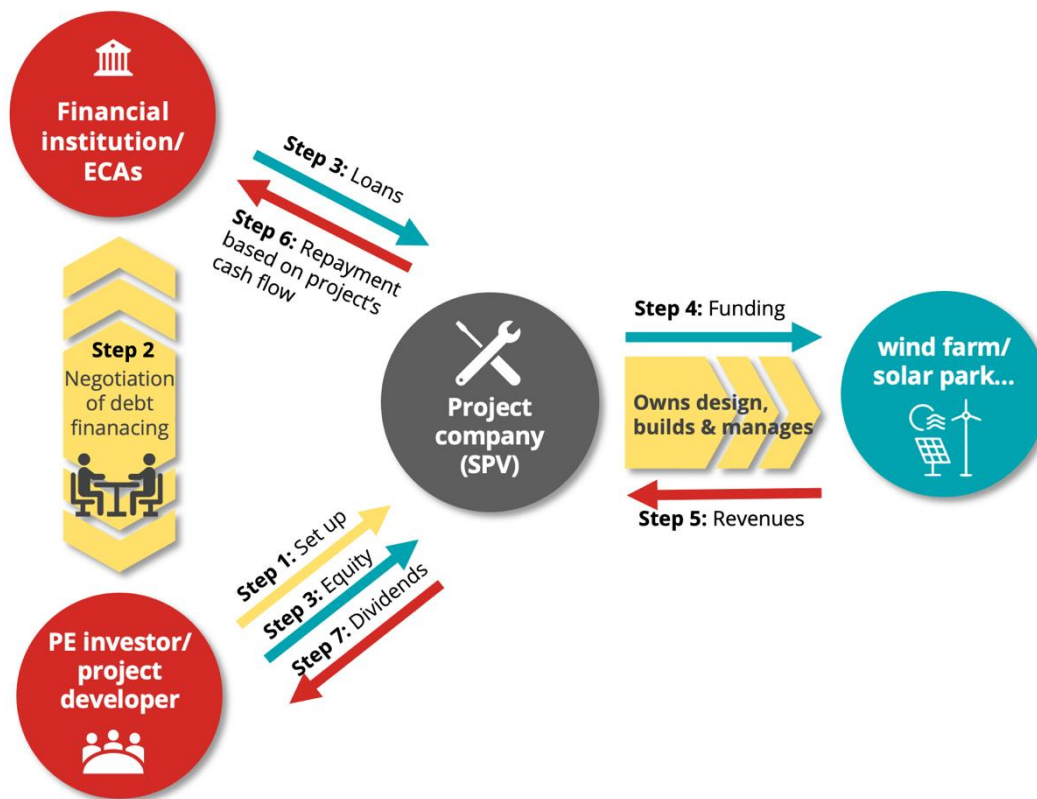 Financial
institution/
ECAs
Step 3: Loans
Step 6: Repayment
based on project's
cash flow
Step 2
Negotiation
of debt
finanacing
Project
company
(SPV)
Step 4: Funding
Owns design,
builds & manages
Step 5: Revenues
wind farm/
solar park...
Step 1: Set up
Step 3: Equity
Step 7: Dividends
PE investor/
project
developer